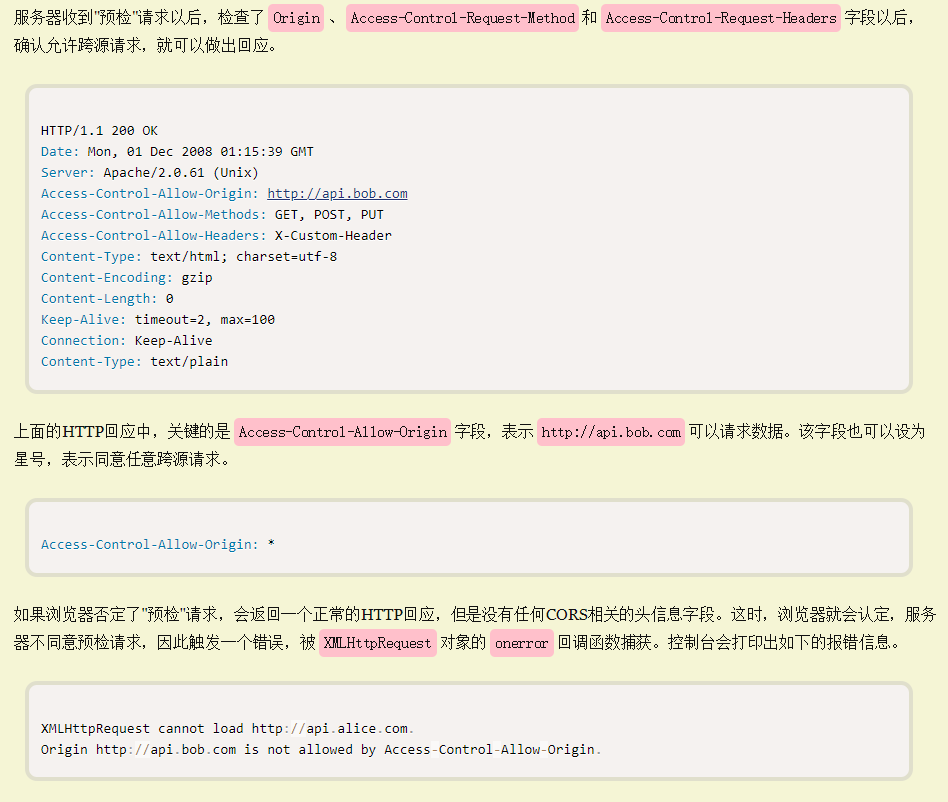 服务器收到"预检"请求以后，检查了 Origin 、 Access-Control-Request-Method 和 Access-Control-Request-Headers 字段以后，
确认允许跨源请求，就可以做出回应。
HTTP/1.1 200 OK
Date: Mon, 01 Dec 2008 01:15:39 GMT
Server: Apache/2.0.61 (Unix)
Access-Control-Allow-Origin: http://api.bob.com
Access-Control-Allow-Methods: GET, POST, PUT
Access-Control-Allow-Headers: X-Custom-Header
Content-Type: text/html; charset=utf-8
Content-Encoding: gzip
Content-Length: 0
Keep-Alive: timeout=2, max=100
Connection: Keep-Alive
Content-Type: text/plain
上面的HTTP回应中，关键的是 Access-Control-Allow-Origin 字段，表示 http://api.bob.com 可以请求数据。该字段也可以设为
星号，表示同意任意跨源请求。
Access-Control-Allow-Origin: *
如果浏览器否定了"预检"请求，会返回一个正常的HTTP回应，但是没有任何CORS相关的头信息字段。这时，浏览器就会认定，服务
器不同意预检请求，因此触发一个错误，被 XMLHttpRequest 对象的 onerror 回调函数捕获。控制台会打印出如下的报错信息。
XMLHttpRequest cannot load http://api.alice.com.
Origin http://api.bob.com is not allowed by Access-Control-Allow-Origin.